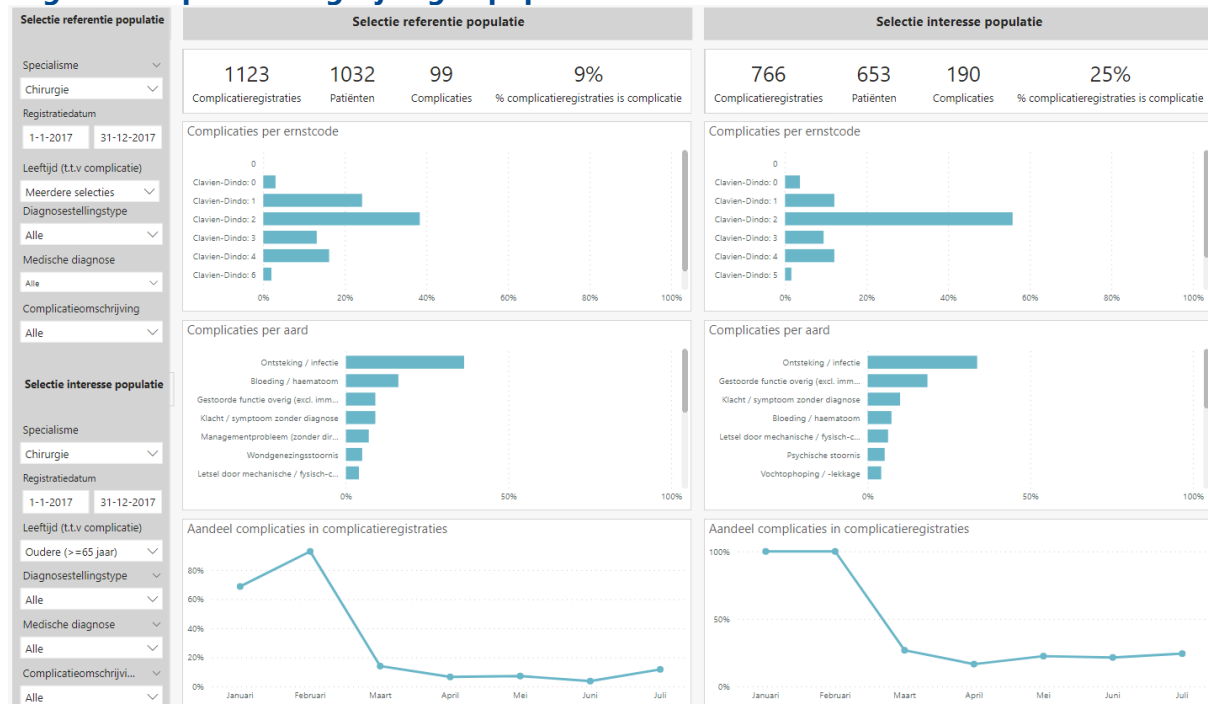 Selectie referentie populatie
Specialisme
Chirurgie
Registratiedatum
1-1-2017 31-12-2017
Leeftijd (t.t.v complicatie)
Meerdere selecties
Diagnosestellingstype
Alle
Medische diagnose
Alle
Complicatieomschrijving
Alle
Selectie interesse populatie
Specialisme
Chirurgie
Registratiedatum
1-1-2017 31-12-2017
Leeftijd (t.t.v complicatie)
Oudere (>=65 jaar)
Diagnosestellingstype
Alle
Medische diagnose
Alle
Complicatieomschrijvi...
Alle
Selectie referentie populatie
1123 1032 99 9%
Complicatieregistraties Patiënten Complicaties % complicatieregistraties is complicatie
Complicaties per ernstcode
0
Clavien-Dindo: 0
Clavien-Dindo: 1
Clavien-Dindo: 2
Clavien-Dindo: 3
Clavien-Dindo: 4
Clavien-Dindo: 6
0% 20% 40% 60% 80% 100%
Complicaties per aard
Ontsteking / infectie
Bloeding / haematoom
Gestoorde functie overig (excl. imm...
Klacht / symptoom zonder diagnose
Managementprobleem (zonder dir...
Wondgenezingsstoornis
Letsel door mechanische / fysisch-c...
0% 50% 100%
Aandeel complicaties in complicatieregistraties
80%
60%
40%
20%
0%
Januari Februari Maart April Mei Juni Juli
Selectie interesse populatie
766 653 190 25%
Complicatieregistraties Patiënten Complicaties % complicatieregistraties is complicatie
Complicaties per ernstcode
0
Clavien-Dindo: 0
Clavien-Dindo: 1
Clavien-Dindo: 2
Clavien-Dindo: 3
Clavien-Dindo: 4
Clavien-Dindo: 5
0% 20% 40% 60% 80% 100%
Complicaties per aard
Ontsteking / infectie
Gestoorde functie overig (excl. imm...
Klacht / symptoom zonder diagnose
Bloeding / haematoom
Letsel door mechanische / fysisch-c...
Psychische stoornis
Vochtophoping / -lekkage
0% 50% 100%
Aandeel complicaties in complicatieregistraties
100%
50%
0%
Januari Februari Maart April Mei Juni Juli